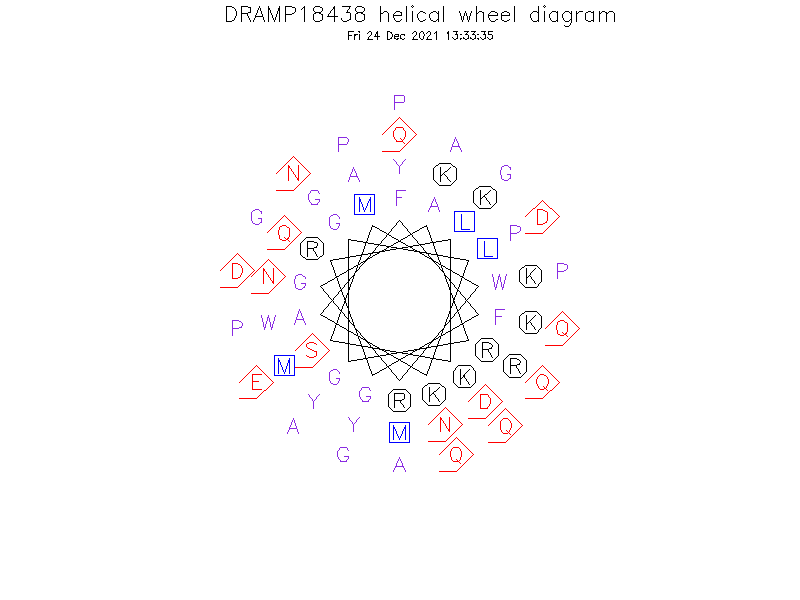 DRAMP18438 helical wheel diagram
Fri 24 Dec 2021 13:33:35
P
Q
P A
Y
N A K G
G M F A K
G G L D
Q R L P
D N G W K P
P W A F K Q
M S R
E G K R Q
Y G R K D
A Y M N Q
G A Q